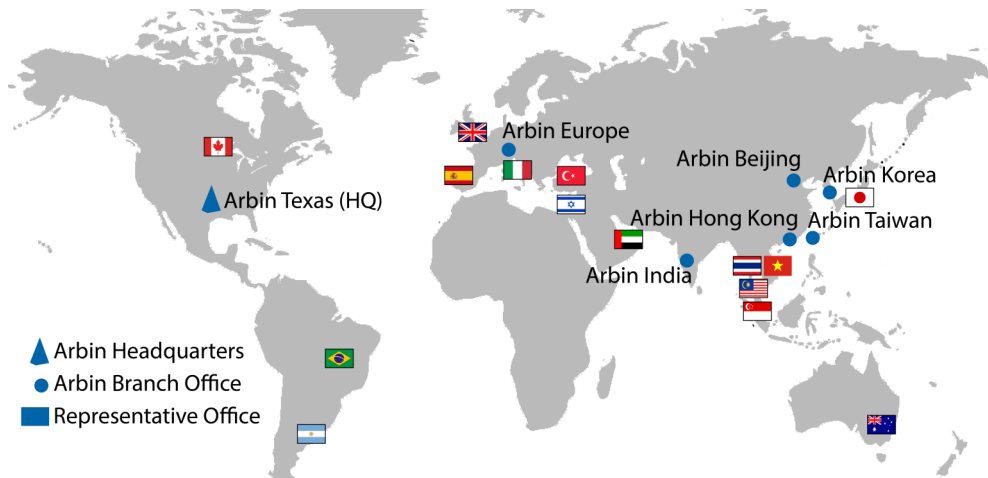 Arbin Europe
Arbin Beijing
Arbin Korea
Arbin Texas (HQ)
Arbin Hong Kong
Arbin Taiwan
Arbin India
Arbin Headquarters
Arbin Branch Office
Representative Office